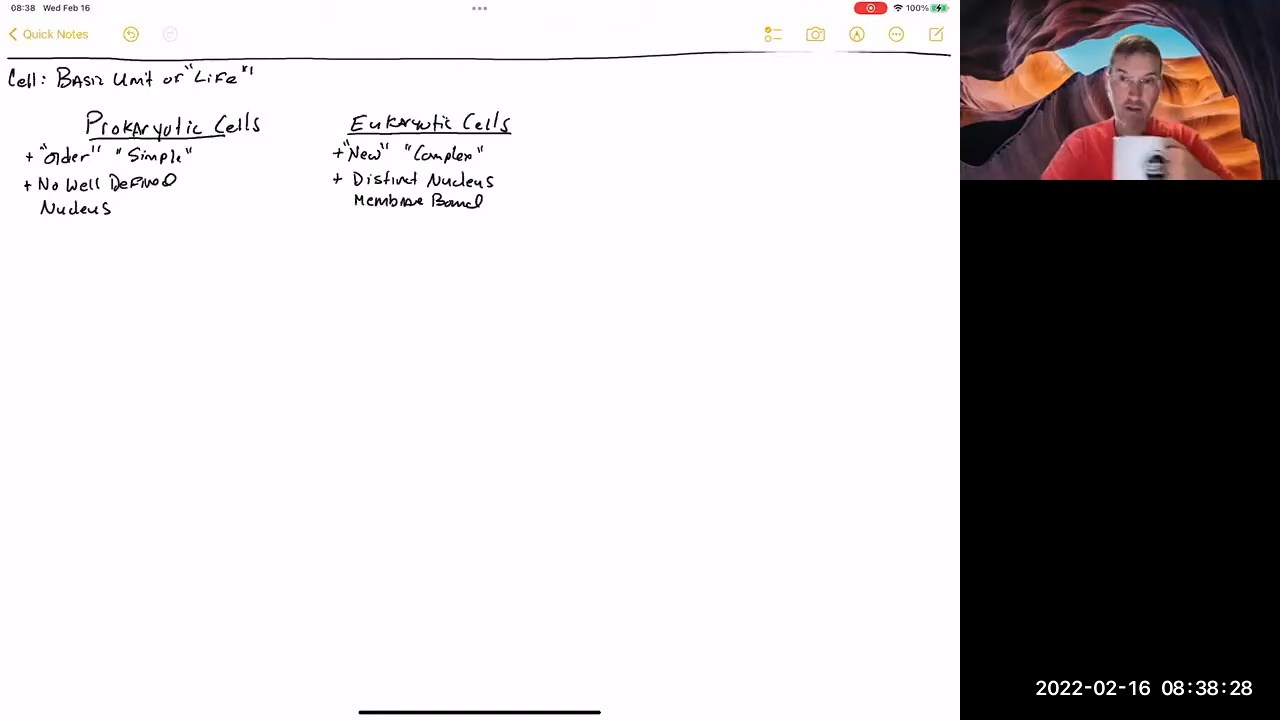 08:38 Wed Feb 16
100%
Quick Notes
Cell: Basic Unit of "Life"
Prokaryotic Cells
+ "older" "Simple"
+ No Well Defined
Nucleus
Eukaryotic Cells
+ "New" "Complex"
+ Distinct Nucleus
Membrane Bound
2022-02-16 08:38:28